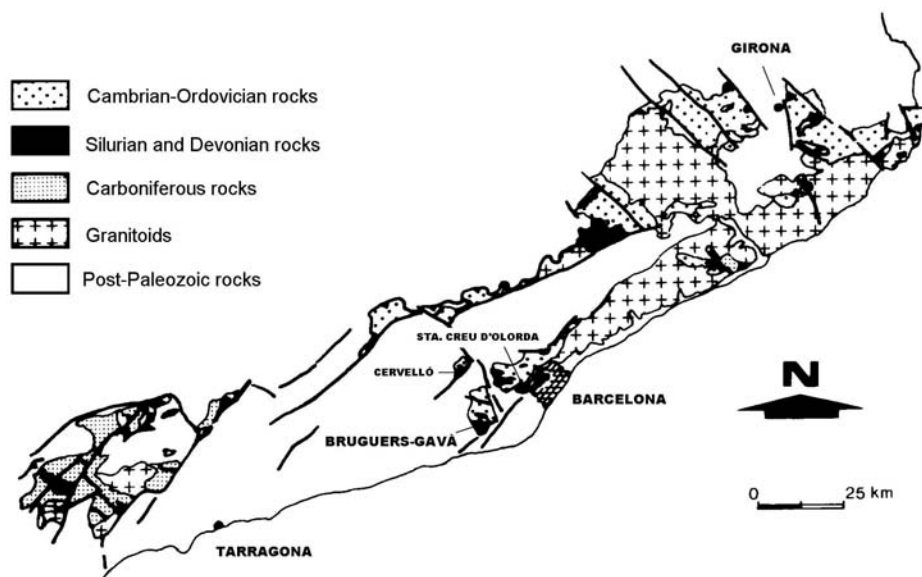 GIRONA
Cambrian-Ordovician rocks
Silurian and Devonian rocks
Carboniferous rocks
Granitoids
Post-Paleozoic rocks
STA. CREU D'OLORDA
CERVELLÓ
BARCELONA
BRUGUERS-GAVÀ
TARRAGONA
N
0 25 km